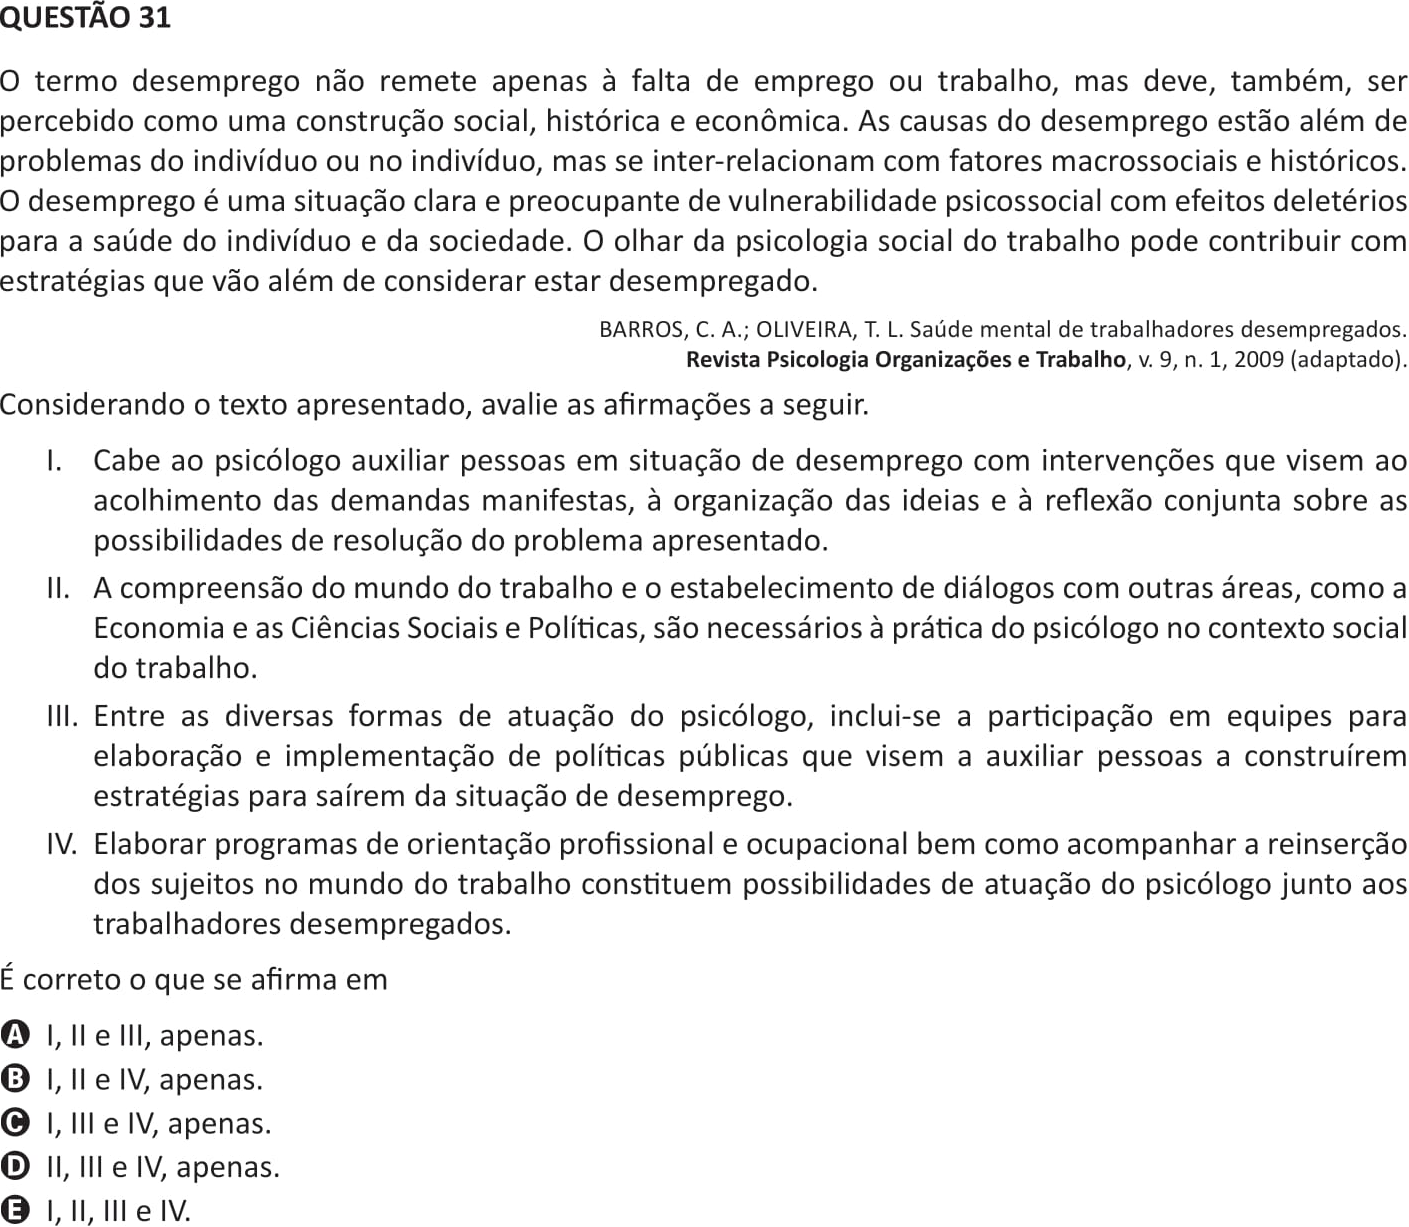 QUESTÃO 31
O termo desemprego não remete apenas à falta de emprego ou trabalho, mas deve, também, ser
percebido como uma construção social, histórica e econômica. As causas do desemprego estão além de
problemas do indivíduo ou no indivíduo, mas se inter-relacionam com fatores macrossociais e históricos.
O desemprego é uma situação clara e preocupante de vulnerabilidade psicossocial com efeitos deletérios
para a saúde do indivíduo e da sociedade. O olhar da psicologia social do trabalho pode contribuir com
estratégias que vão além de considerar estar desempregado.
BARROS, C. A.; OLIVEIRA, T. L. Saúde mental de trabalhadores desempregados.
Revista Psicologia Organizações e Trabalho, v. 9, n. 1, 2009 (adaptado).
Considerando o texto apresentado, avalie as afirmações a seguir.
I. Cabe ao psicólogo auxiliar pessoas em situação de desemprego com intervenções que visem ao
acolhimento das demandas manifestas, à organização das ideias e à reflexão conjunta sobre as
possibilidades de resolução do problema apresentado.
II. A compreensão do mundo do trabalho e o estabelecimento de diálogos com outras áreas, como a
Economia e as Ciências Sociais e Políticas, são necessários à prática do psicólogo no contexto social
do trabalho.
III. Entre as diversas formas de atuação do psicólogo, inclui-se a participação em equipes para
elaboração e implementação de políticas públicas que visem a auxiliar pessoas a construírem
estratégias para saírem da situação de desemprego.
IV. Elaborar programas de orientação profissional e ocupacional bem como acompanhar a reinserção
dos sujeitos no mundo do trabalho constituem possibilidades de atuação do psicólogo junto aos
trabalhadores desempregados.
É correto o que se afirma em
A I, II e III, apenas.
B I, II e IV, apenas.
C I, III e IV, apenas.
D II, III e IV, apenas.
E I, II, III e IV.